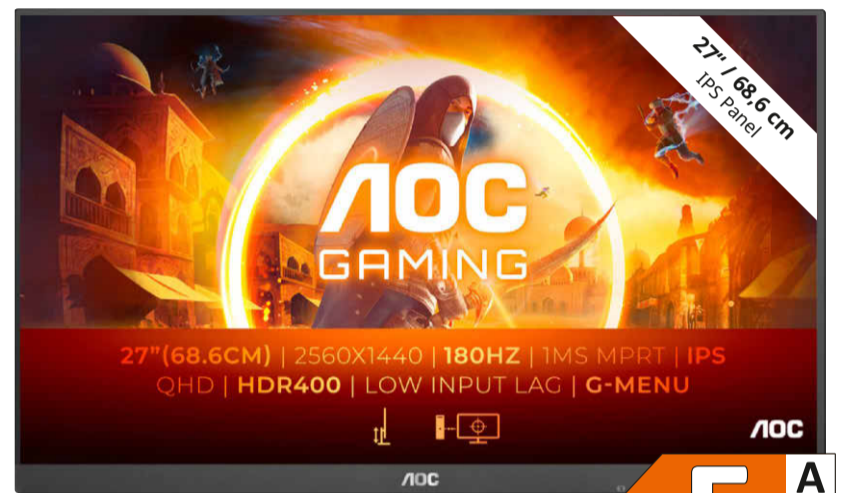 27“ / 68,6 cm
IPS Panel
AOC
GAMING
27”(68.6CM) | 2560X1440 | 180HZ | 1MS MPRT | IPS
QHD | HDR400 | LOW INPUT LAG | G-MENU
AOC
AOC
A